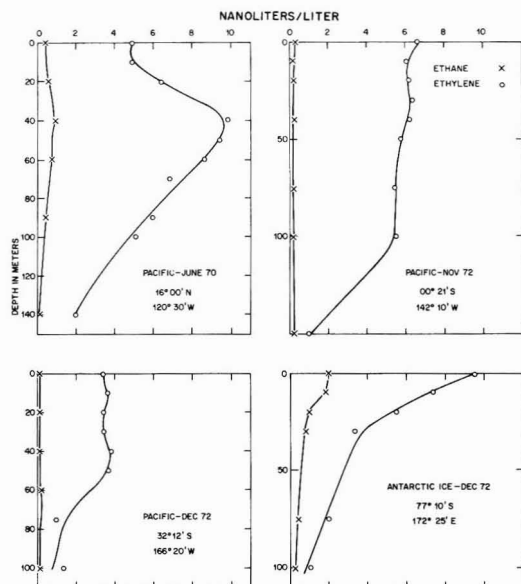 NANOLITERS/LITER
0 2 4 6 8 10
0 2 4 6 8 10
0
20
40
60
80
100
120
140
DEPTH IN METERS
PACIFIC-JUNE 70
16° 00' N
120° 30' W
0
50
100
× ETHANE
○ ETHYLENE
PACIFIC-NOV 72
00° 21' S
142° 10' W
0
20
40
60
80
100
PACIFIC-DEC 72
32° 12' S
166° 20' W
0
50
100
ANTARCTIC ICE-DEC 72
77° 10' S
172° 25' E